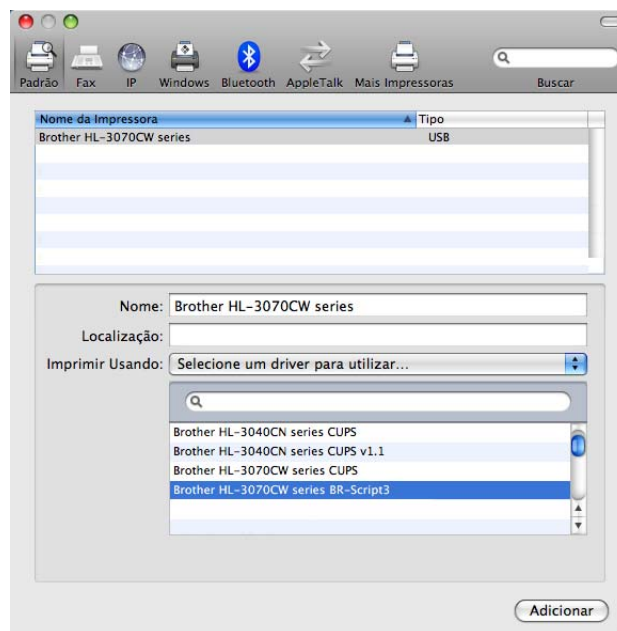 Padrão Fax IP Windows Bluetooth AppleTalk Mais Impressoras Buscar
Nome da Impressora Tipo
Brother HL-3070CW series USB
Nome: Brother HL-3070CW series
Localização:
Imprimir Usando: Selecione um driver para utilizar...
Brother HL-3040CN series CUPS
Brother HL-3040CN series CUPS v1.1
Brother HL-3070CW series CUPS
Brother HL-3070CW series BR-Script3
Adicionar